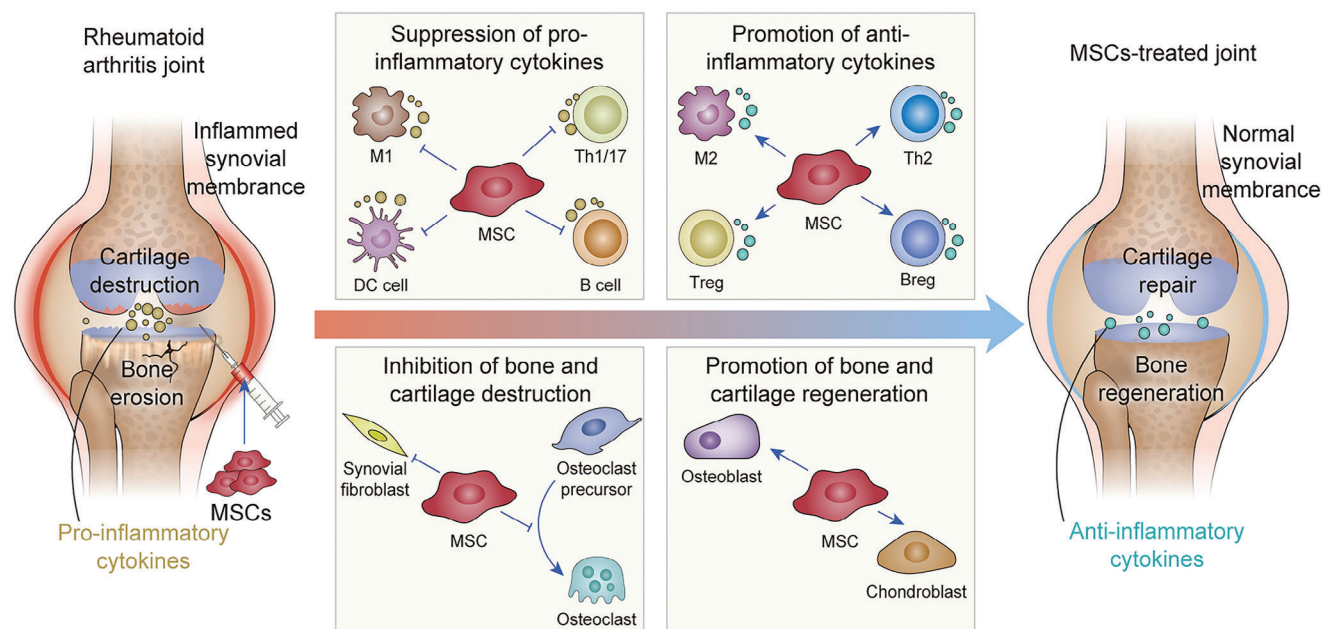 Rheumatoid
arthritis joint
Inflammed
synovial
membrance
Cartilage
destruction
Bone
erosion
MSCs
Pro-inflammatory
cytokines
Suppression of pro-
inflammatory cytokines
M1
Th1/17
MSC
DC cell
B cell
Promotion of anti-
inflammatory cytokines
M2
Th2
MSC
Treg
Breg
Inhibition of bone and
cartilage destruction
Synovial
fibroblast
Osteoclast
precursor
MSC
Osteoclast
Promotion of bone and
cartilage regeneration
Osteoblast
MSC
Chondroblast
MSCs-treated joint
Normal
synovial
membrance
Cartilage
repair
Bone
regeneration
Anti-inflammatory
cytokines